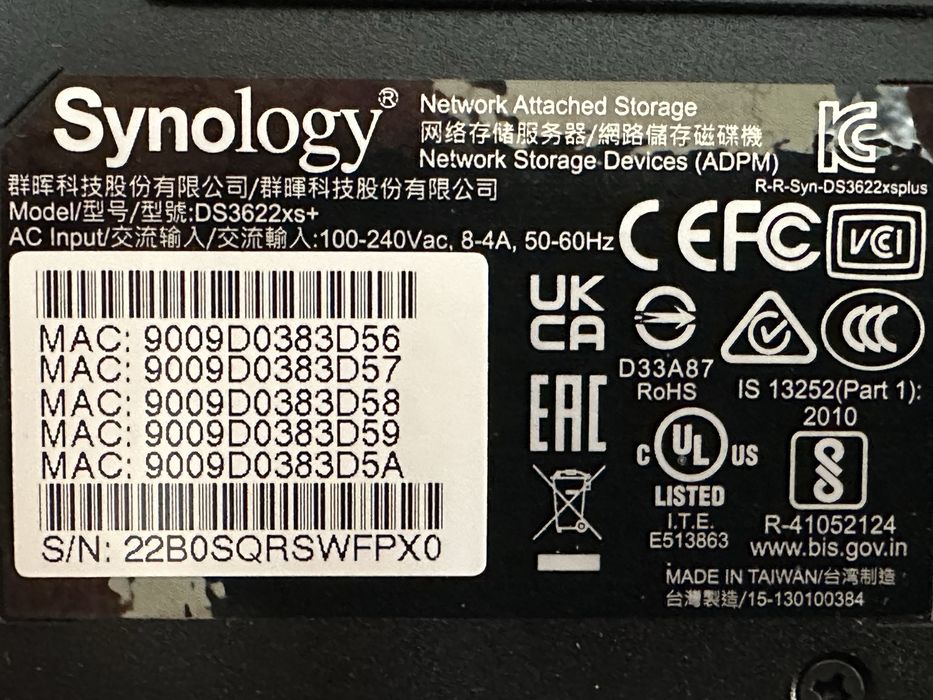 Synology®
Network Attached Storage
网络存储服务器/網路儲存磁碟機
Network Storage Devices (ADPM)
R-R-Syn-DS3622xsplus
群晖科技股份有限公司/群暉科技股份有限公司
Model/型号/型號:DS3622xs+
AC Input/交流输入/交流輸入:100-240Vac, 8-4A, 50-60Hz
CE FC VCI
MAC: 9009D0383D56
MAC: 9009D0383D57
MAC: 9009D0383D58
MAC: 9009D0383D59
MAC: 9009D0383D5A
S/N: 22B0SQRSWFPX0
UK
CA
D33A87
RoHS
CCC
IS 13252(Part 1):
2010
EAC
C UL US
LISTED
I.T.E.
E513863
R-41052124
www.bis.gov.in
MADE IN TAIWAN/台湾制造
台灣製造/15-130100384